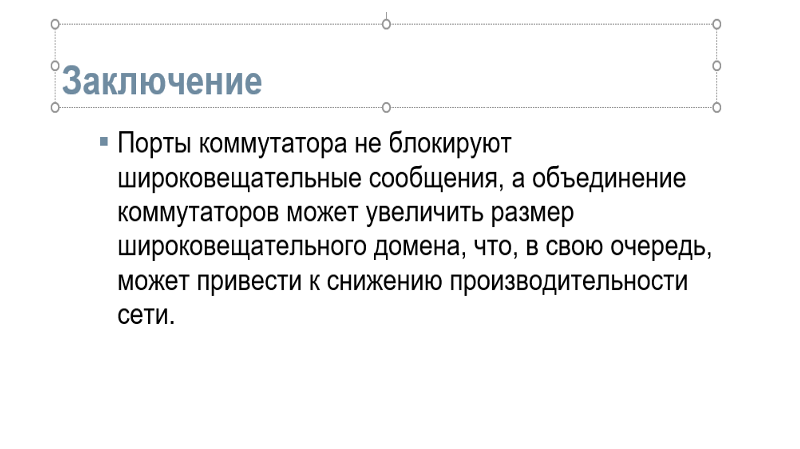 Заключение
Порты коммутатора не блокируют
широковещательные сообщения, а объединение
коммутаторов может увеличить размер
широковещательного домена, что, в свою очередь,
может привести к снижению производительности
сети.